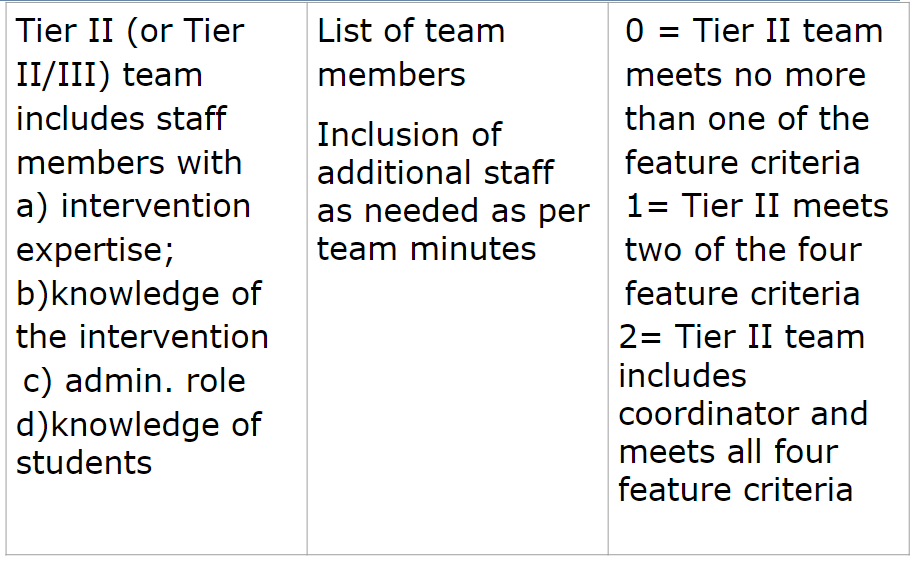 Tier II (or Tier
II/III) team
includes staff
members with
a) intervention
expertise;
b)knowledge of
the intervention
c) admin. role
d)knowledge of
students
List of team
members
Inclusion of
additional staff
as needed as per
team minutes
0 = Tier II team
meets no more
than one of the
feature criteria
1= Tier II meets
two of the four
feature criteria
2= Tier II team
includes
coordinator and
meets all four
feature criteria